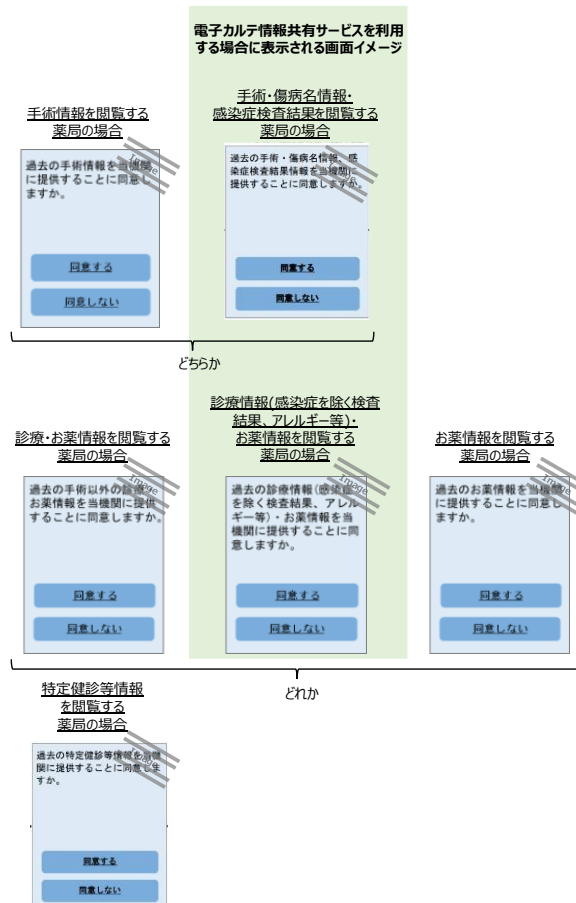 電子カルテ情報共有サービスを利用
する場合に表示される画面イメージ
手術情報を閲覧する
薬局の場合
過去の手術情報を当機関
に提供することに同意し
ますか。
Image
同意する
同意しない
手術・傷病名情報・
感染症検査結果を閲覧する
薬局の場合
過去の手術・傷病名情報、感
染症検査結果情報を当機関に
提供することに同意しますか。
Image
同意する
同意しない
どちらか
診療・お薬情報を閲覧する
薬局の場合
過去の手術以外の診療・
お薬情報を当機関に提供
することに同意しますか。
Image
同意する
同意しない
診療情報(感染症を除く検査
結果、アレルギー等)・
お薬情報を閲覧する
薬局の場合
過去の診療情報(感染症
を除く検査結果、アレル
ギー等)・お薬情報を当
機関に提供することに同
意しますか。
Image
同意する
同意しない
お薬情報を閲覧する
薬局の場合
過去のお薬情報を当機関
に提供することに同意し
ますか。
Image
同意する
同意しない
どれか
特定健診等情報
を閲覧する
薬局の場合
過去の特定健診等情報を当機
関に提供することに同意しま
すか。
Image
同意する
同意しない